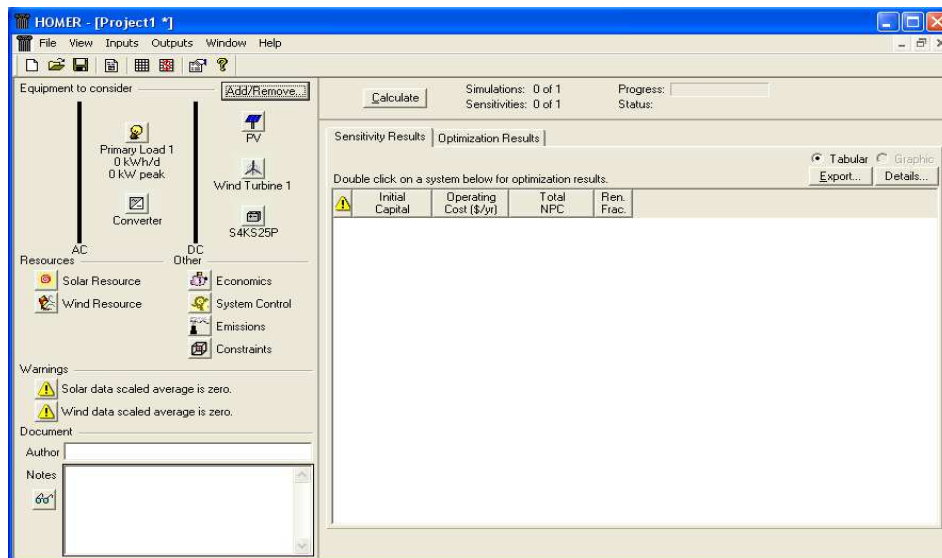 HOMER - [Project1 *]
File View Inputs Outputs Window Help
Equipment to consider
Add/Remove...
Primary Load 1
0 kWh/d
0 kW peak
Converter
AC
PV
Wind Turbine 1
S4KS25P
DC
Resources
Solar Resource
Wind Resource
Other
Economics
System Control
Emissions
Constraints
Warnings
Solar data scaled average is zero.
Wind data scaled average is zero.
Document
Author
Notes
Calculate
Simulations: 0 of 1
Sensitivities: 0 of 1
Progress:
Status:
Sensitivity Results
Optimization Results
Tabular Graphic
Double click on a system below for optimization results.
Export... Details...
Initial Capital
Operating Cost ($/yr)
Total NPC
Ren. Frac.